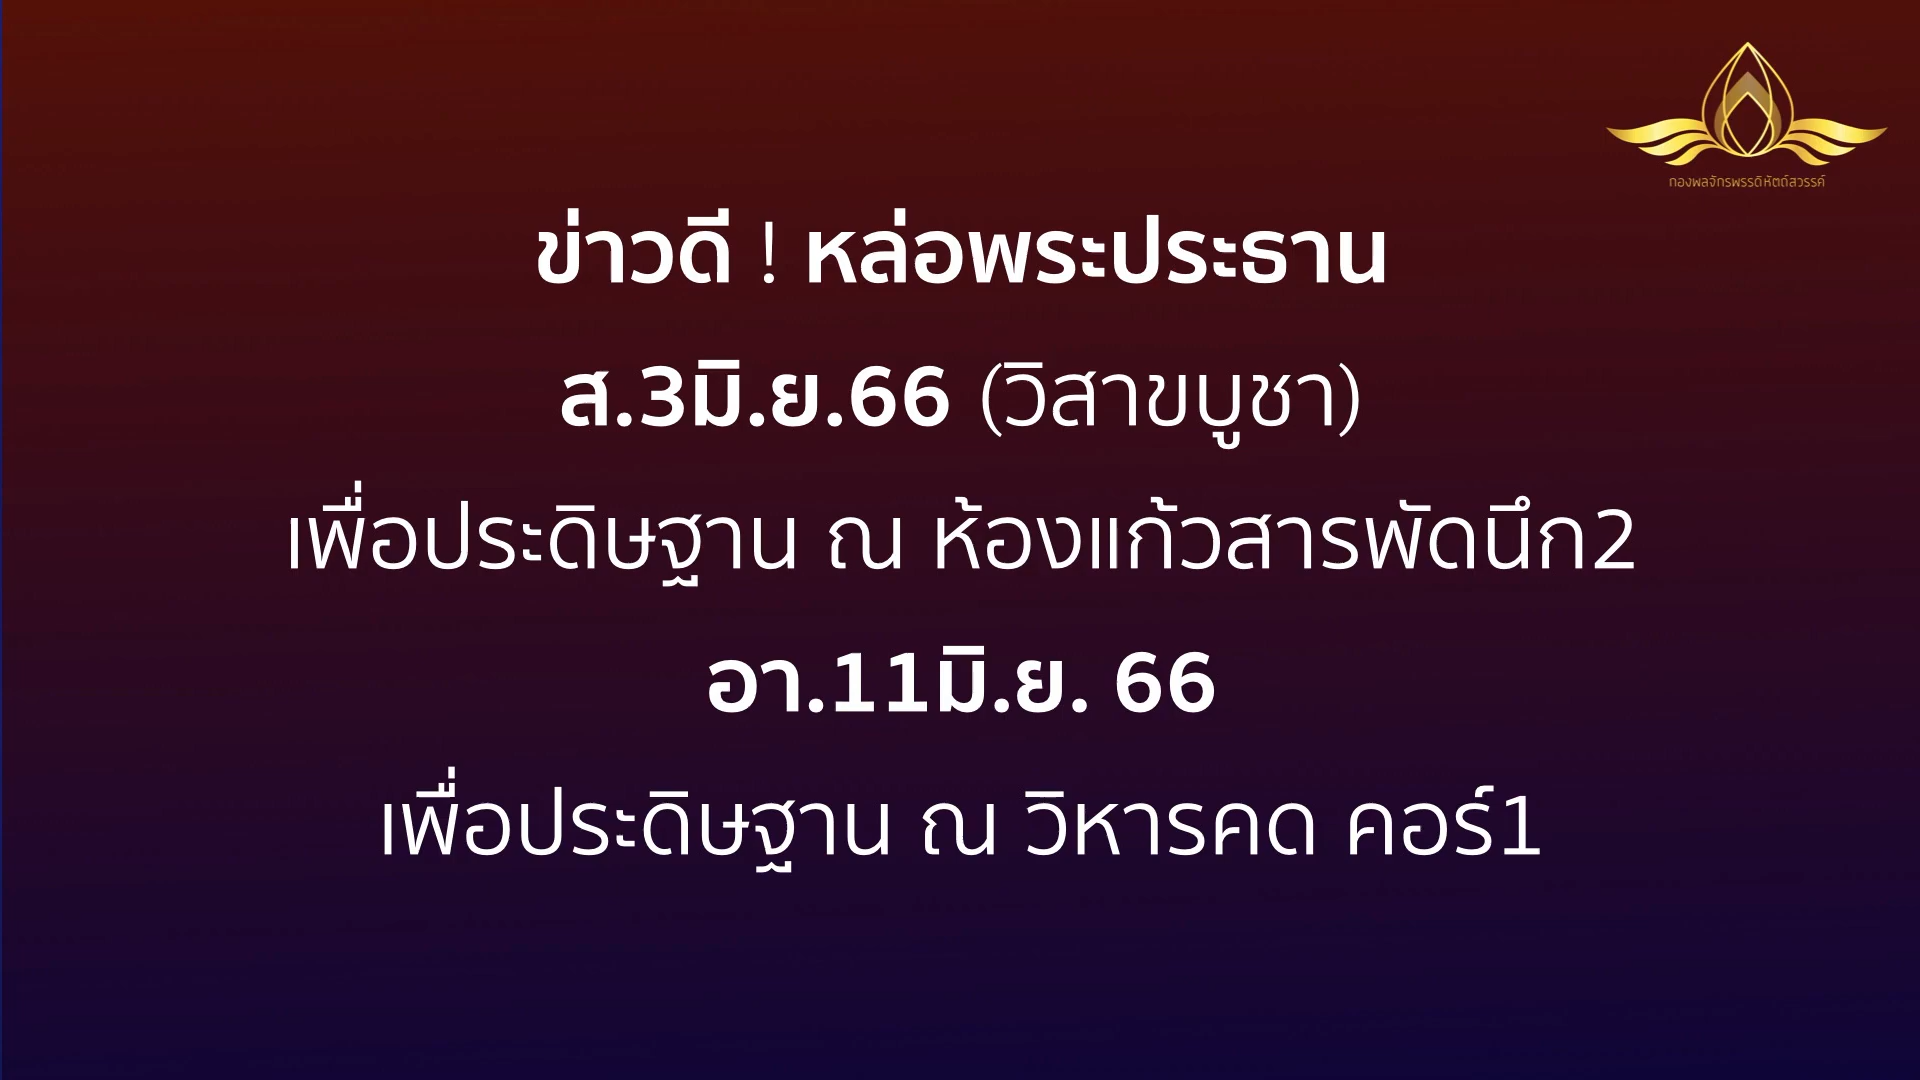 กองพลจักรพรรดิหัตถ์สวรรค์
ข่าวดี ! หล่อพระประธาน
ส.3มิ.ย.66 (วิสาขบูชา)
เพื่อประดิษฐาน ณ ห้องแก้วสารพัดนึก2
อา.11มิ.ย. 66
เพื่อประดิษฐาน ณ วิหารคด คอร์1